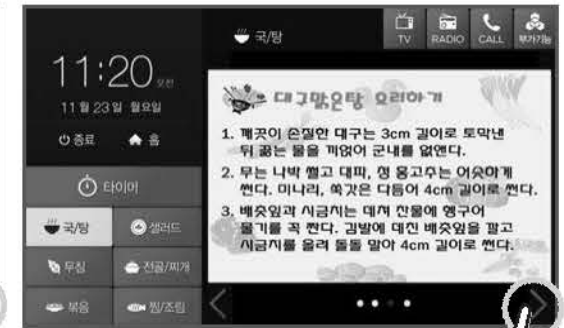 국/탕
TV
RADIO
CALL
부가기능
11:20 오전
11월 23일 월요일
종료
홈
타이머
국/탕
샐러드
무침
전골/찌개
볶음
찜/조림
대구맑은탕 요리하기
1. 깨끗이 손질한 대구는 3cm 길이로 토막낸
뒤 끓는 물을 끼얹어 군내를 없앤다.
2. 무는 나박 썰고 대파, 청 홍고추는 어슷하게
썬다. 미나리, 쑥갓은 다듬어 4cm 길이로 썬다.
3. 배춧잎과 시금치는 데쳐 찬물에 헹구어
물기를 꼭 짠다. 김발에 데친 배춧잎을 깔고
시금치를 올려 돌돌 말아 4cm 길이로 썬다.